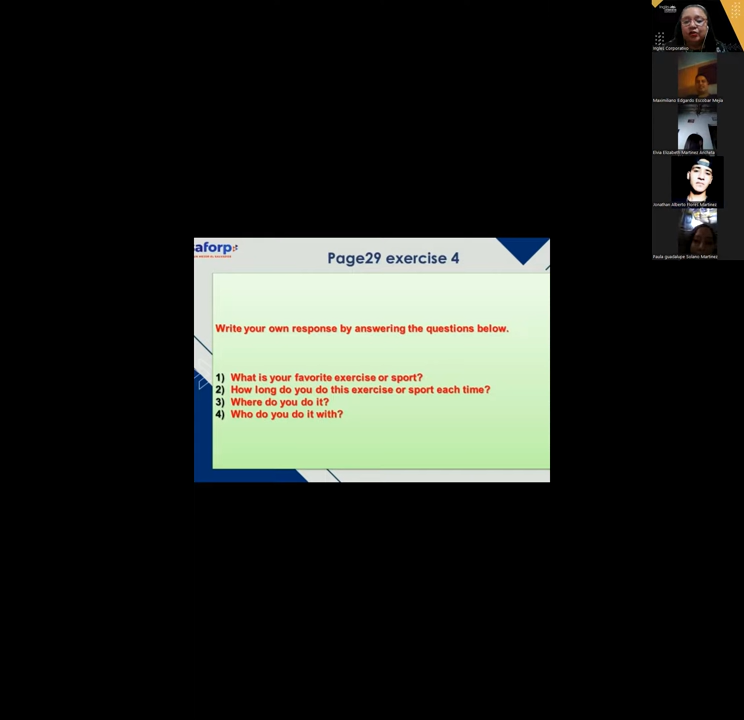 aforp
Page29 exercise 4
Write your own response by answering the questions below.
1) What is your favorite exercise or sport?
2) How long do you do this exercise or sport each time?
3) Where do you do it?
4) Who do you do it with?
Ingles Corporativo
Maximiliano Edgardo Escobar Mejia
Elvia Elizabeth Martinez Archeta
Jonathan Alberto Flores Martinez
Paula guadalupe Solano Martinez